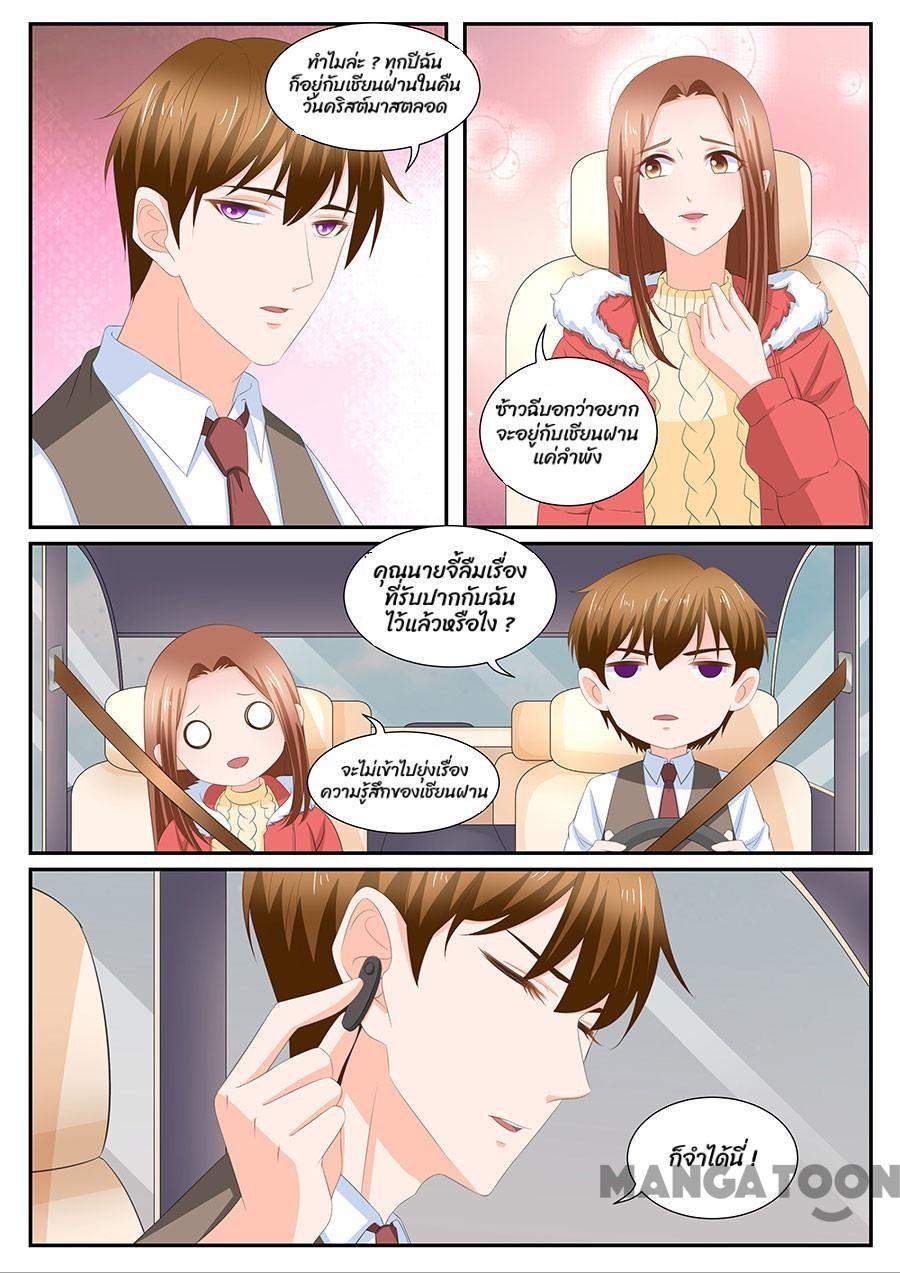 ทำไมล่ะ ? ทุกปีฉัน
ก็อยู่กับเชียนฝานในคืน
วันคริสต์มาสตลอด
ซ้าวฉีบอกว่าอยาก
จะอยู่กับเชียนฝาน
แค่ลำพัง
คุณนายจี้ลืมเรื่อง
ที่รับปากกับฉัน
ไว้แล้วหรือไง ?
จะไม่เข้าไปยุ่งเรื่อง
ความรู้สึกของเชียนฝาน
ก็จำได้นี่ !
MANGATOON